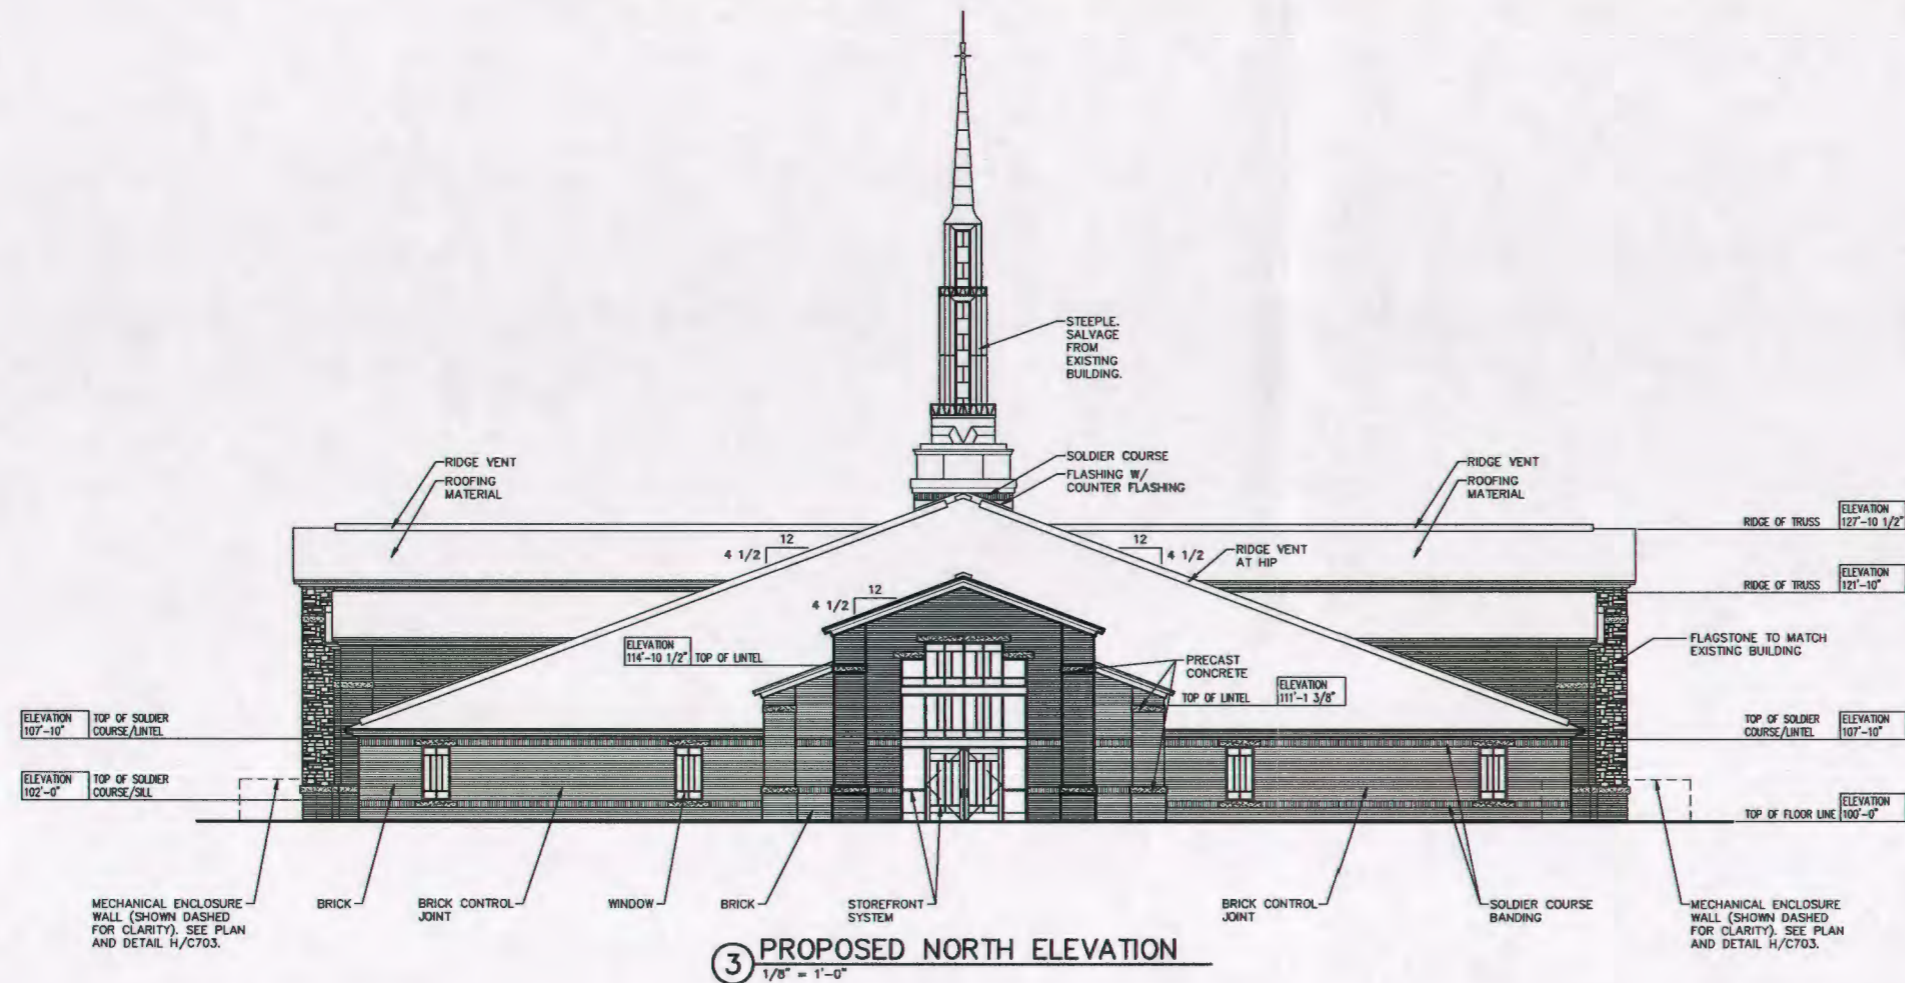 STEEPLE.
SALVAGE
FROM
EXISTING
BUILDING.
RIDGE VENT
ROOFING
MATERIAL
SOLDIER COURSE
FLASHING W/
COUNTER FLASHING
RIDGE VENT
ROOFING
MATERIAL
RIDGE OF TRUSS
ELEVATION
127'-10 1/2"
12
4 1/2
12
4 1/2
RIDGE VENT
AT HIP
RIDGE OF TRUSS
ELEVATION
121'-10"
12
4 1/2
ELEVATION
114'-10 1/2"
TOP OF LINTEL
PRECAST
CONCRETE
TOP OF LINTEL
ELEVATION
111'-1 3/8"
FLAGSTONE TO MATCH
EXISTING BUILDING
ELEVATION
107'-10"
TOP OF SOLDIER
COURSE/LINTEL
TOP OF SOLDIER
COURSE/LINTEL
ELEVATION
107'-10"
ELEVATION
102'-0"
TOP OF SOLDIER
COURSE/SILL
TOP OF FLOOR LINE
ELEVATION
100'-0"
MECHANICAL ENCLOSURE
WALL (SHOWN DASHED
FOR CLARITY). SEE PLAN
AND DETAIL H/C703.
BRICK
BRICK CONTROL
JOINT
WINDOW
BRICK
STOREFRONT
SYSTEM
BRICK CONTROL
JOINT
SOLDIER COURSE
BANDING
MECHANICAL ENCLOSURE
WALL (SHOWN DASHED
FOR CLARITY). SEE PLAN
AND DETAIL H/C703.
3 PROPOSED NORTH ELEVATION
1/8" = 1'-0"